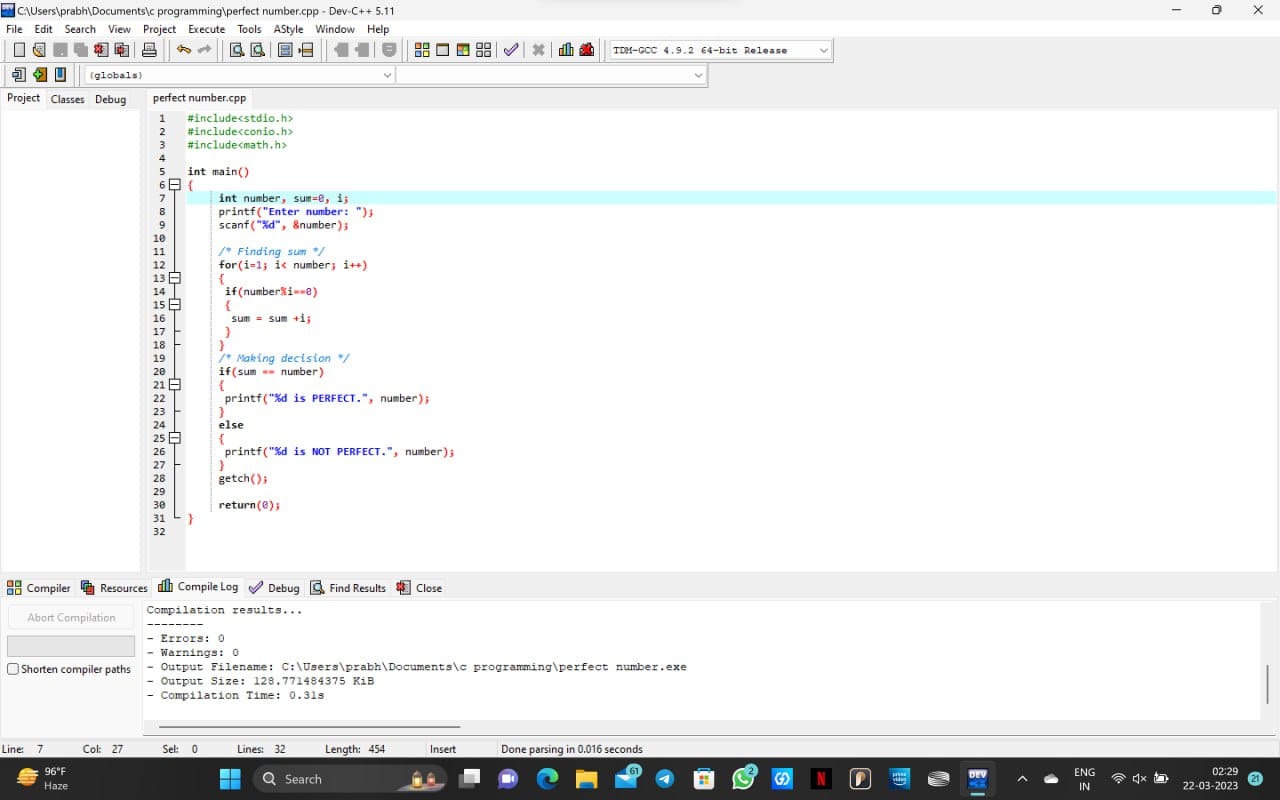 C:\Users\prabh\Documents\c programming\perfect number.cpp - Dev-C++ 5.11
File Edit Search View Project Execute Tools AStyle Window Help
TDM-GCC 4.9.2 64-bit Release
(globals)
Project Classes Debug perfect number.cpp
1 #include<stdio.h>
2 #include<conio.h>
3 #include<math.h>
4
5 int main()
6 {
7 int number, sum=0, i;
8 printf("Enter number: ");
9 scanf("%d", &number);
10
11 /* Finding sum */
12 for(i=1; i< number; i++)
13 {
14 if(number%i==0)
15 {
16 sum = sum +i;
17 }
18 }
19 /* Making decision */
20 if(sum == number)
21 {
22 printf("%d is PERFECT.", number);
23 }
24 else
25 {
26 printf("%d is NOT PERFECT.", number);
27 }
28 getch();
29
30 return(0);
31 }
32
Compiler Resources Compile Log Debug Find Results Close
Abort Compilation
Shorten compiler paths
Compilation results...
--------
- Errors: 0
- Warnings: 0
- Output Filename: C:\Users\prabh\Documents\c programming\perfect number.exe
- Output Size: 128.771484375 KiB
- Compilation Time: 0.31s
Line: 7 Col: 27 Sel: 0 Lines: 32 Length: 454 Insert Done parsing in 0.016 seconds
96°F
Haze
Search
61
2
N
prime video
DEV
ENG
IN
02:29
22-03-2023
21